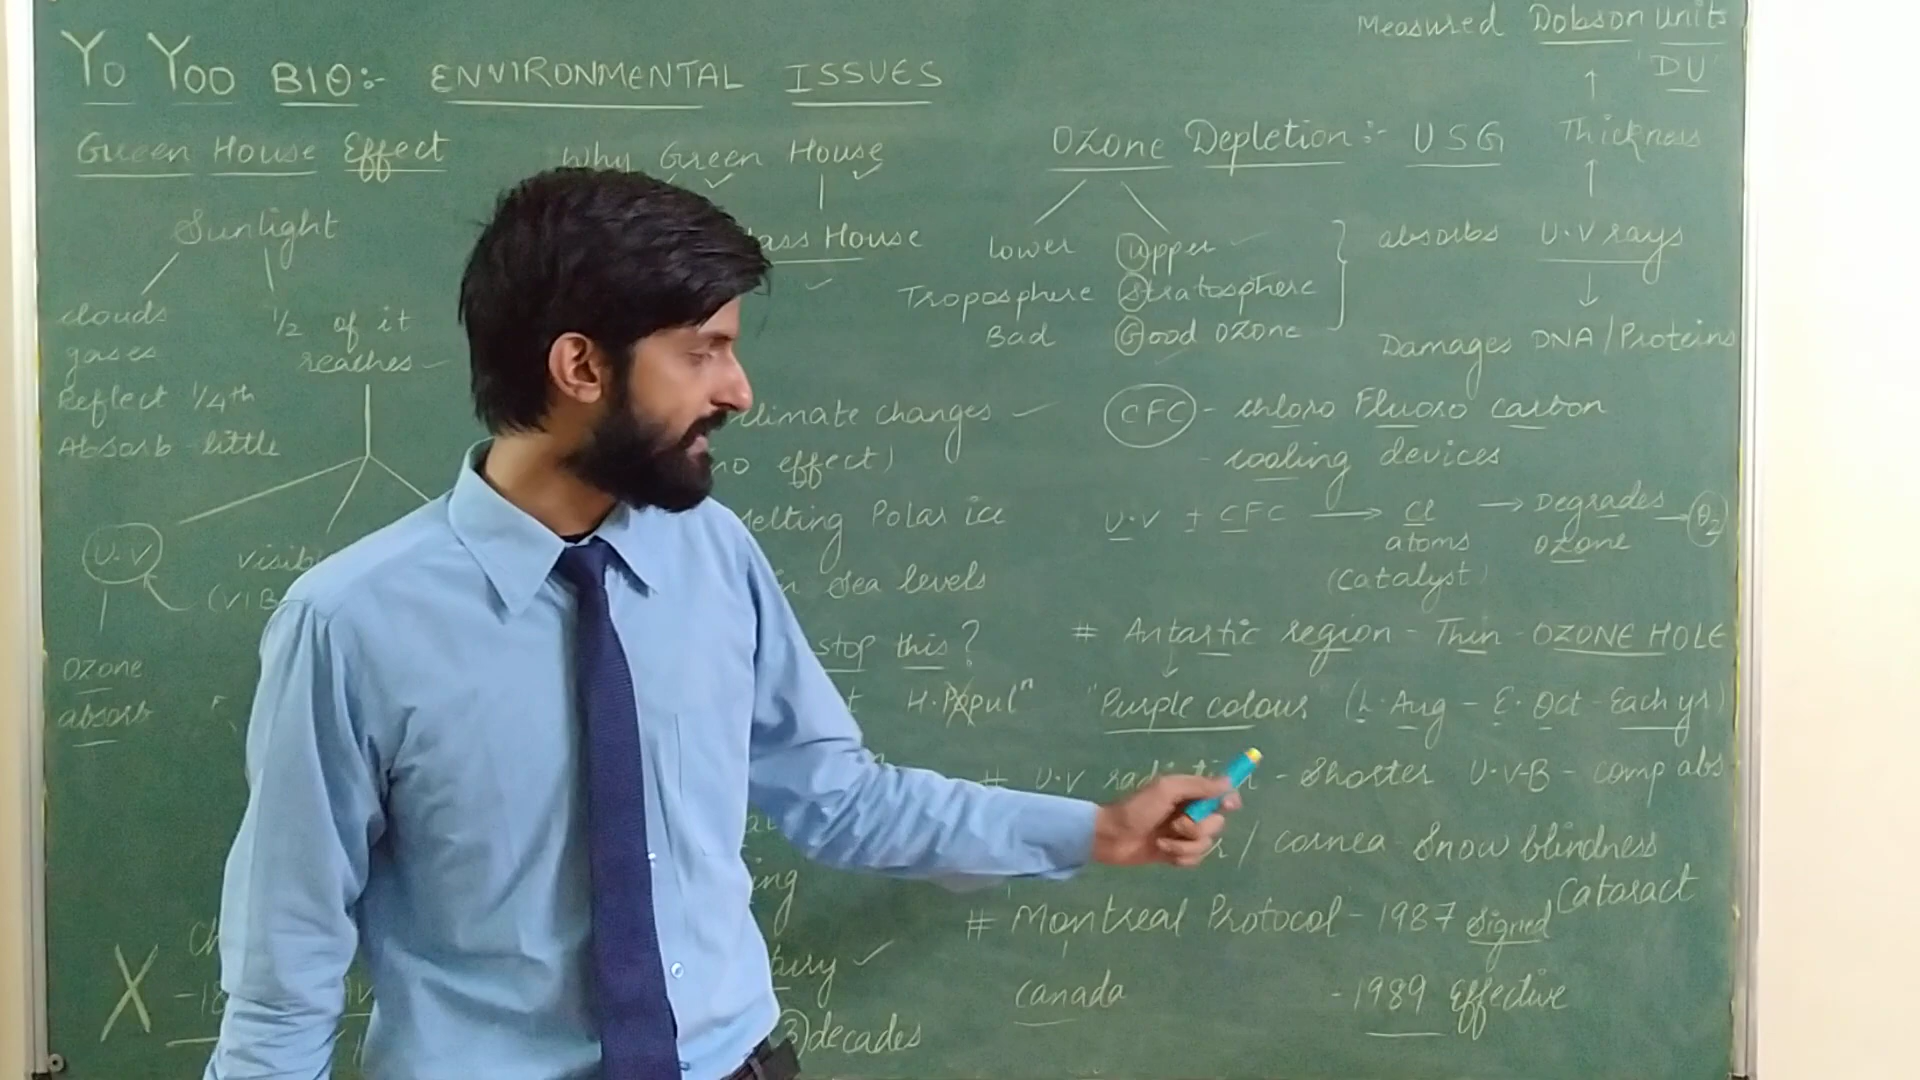 Yo Yoo BIO:- ENVIRONMENTAL ISSUES
Green House Effect
Sunlight
clouds
gases
Reflect 1/4th
Absorb little
1/2 of it
reaches
U.V
Ozone
absorb
X
Why Green House
House
climate changes
effect)
Melting Polar ice
Sea levels
stop this?
H.Populⁿ
decades
Measured Dobson Units
'DU'
↑
Thickness
↑
Ozone Depletion:- USG
Lower Upper
Troposphere Stratosphere
Bad Good Ozone
absorbs U.V rays
↓
Damages DNA/Proteins
CFC - chloro Fluoro carbon
- cooling devices
U.V ± CFC → Cl → Degrades → O2
atoms ozone
(Catalyst)
# Antartic region - Thin - OZONE HOLE
↓
"Purple colour" (L.Aug - E.Oct - Each yr)
# U.V - Shorter U.V-B - comp abs
/ cornea Snow blindness
Cataract
# Montreal Protocol - 1987 Signed
canada - 1989 Effective